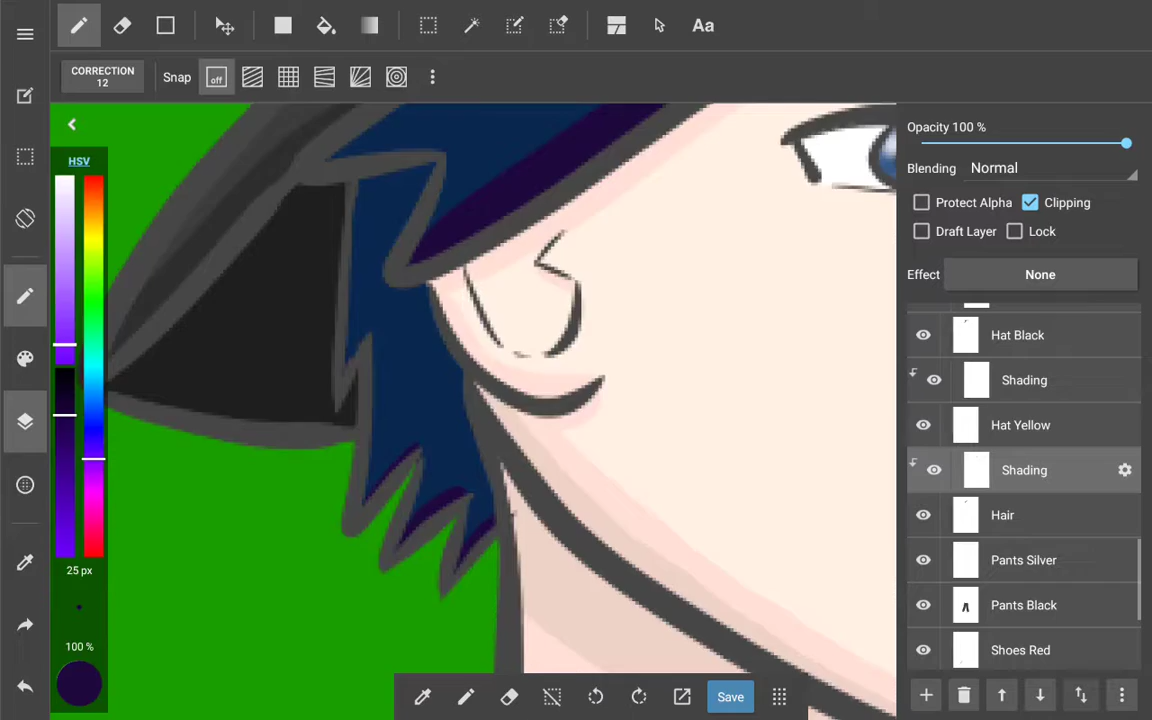 Aa
CORRECTION
12
Snap
off
HSV
25 px
100 %
Opacity 100 %
Blending
Normal
Protect Alpha
Clipping
Draft Layer
Lock
Effect
None
Hat Black
Shading
Hat Yellow
Shading
Hair
Pants Silver
Pants Black
Shoes Red
Save